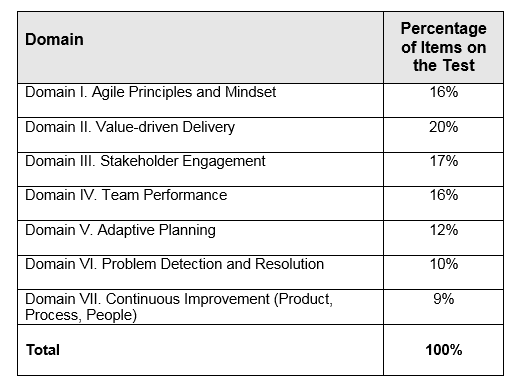 Domain
Percentage
of Items on
the Test
Domain I. Agile Principles and Mindset
16%
Domain II. Value-driven Delivery
20%
Domain III. Stakeholder Engagement
17%
Domain IV. Team Performance
16%
Domain V. Adaptive Planning
12%
Domain VI. Problem Detection and Resolution
10%
Domain VII. Continuous Improvement (Product,
Process, People)
9%
Total
100%